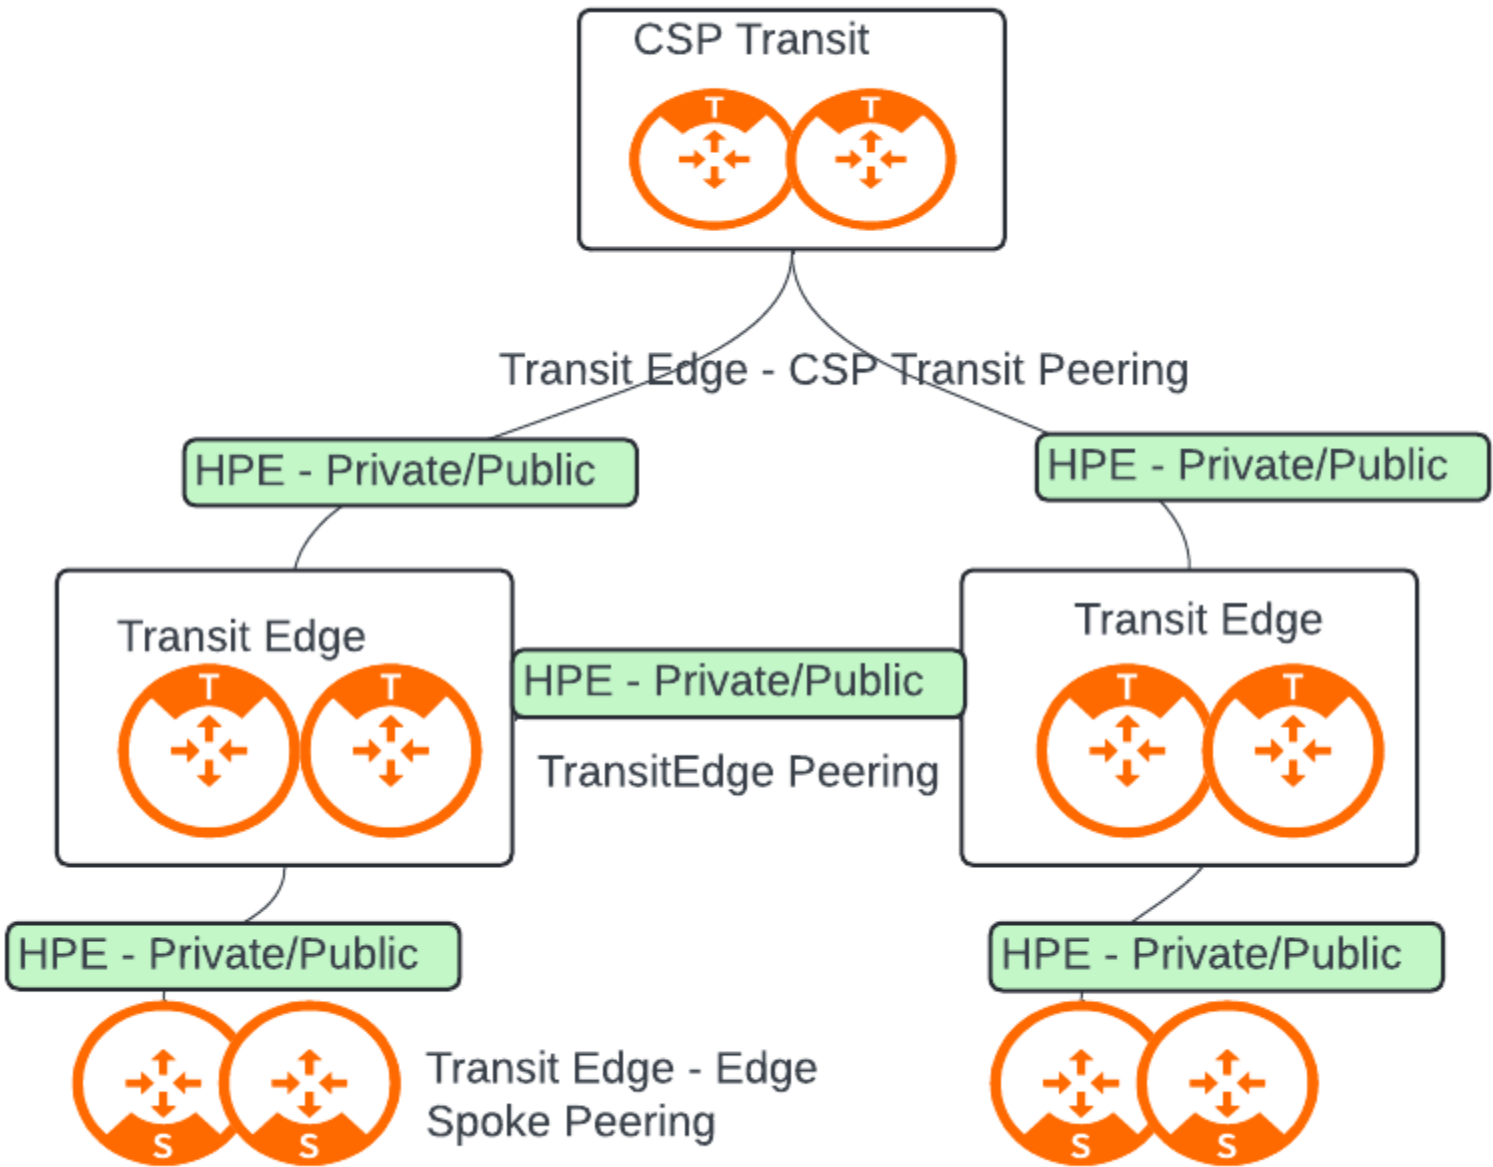 CSP Transit
T T
Transit Edge - CSP Transit Peering
HPE - Private/Public
HPE - Private/Public
Transit Edge
T T
HPE - Private/Public
TransitEdge Peering
Transit Edge
T T
HPE - Private/Public
S S
Transit Edge - Edge
Spoke Peering
HPE - Private/Public
S S